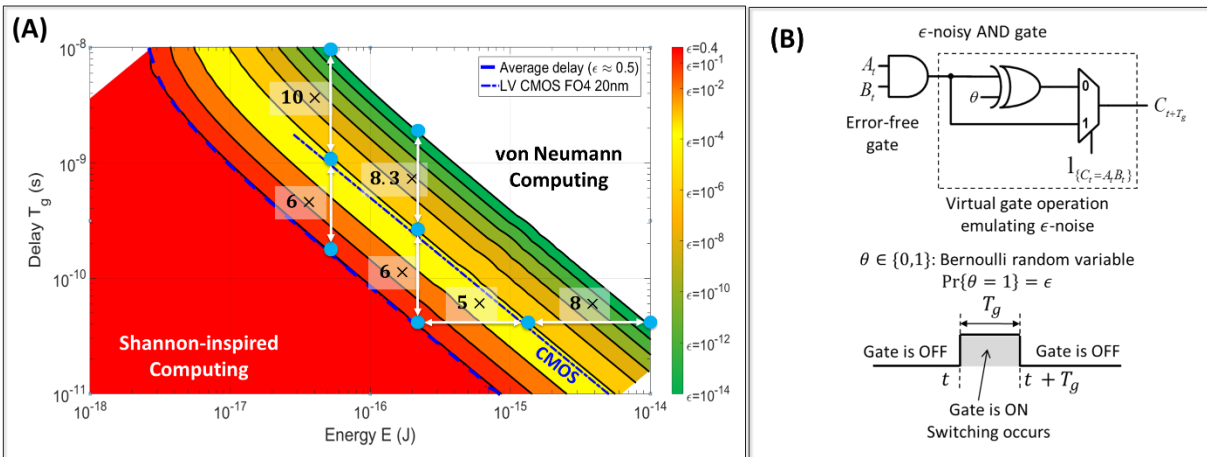 (A)
10^-8
10^-9
10^-10
10^-11
Delay T_g (s)
10^-18
10^-17
10^-16
10^-15
10^-14
Energy E (J)
Average delay (ϵ ≈ 0.5)
LV CMOS FO4 20nm
10 ×
6 ×
8.3 ×
6 ×
5 ×
8 ×
von Neumann
Computing
Shannon-inspired
Computing
CMOS
ϵ=0.4
ϵ=10^-1
ϵ=10^-2
ϵ=10^-4
ϵ=10^-6
ϵ=10^-8
ϵ=10^-10
ϵ=10^-12
ϵ=10^-14
(B)
ϵ-noisy AND gate
A_t
B_t
θ
0
1
C_{t+T_g}
Error-free
gate
1_{{C_t=A_tB_t}}
Virtual gate operation
emulating ϵ-noise
θ ∈ {0,1}: Bernoulli random variable
Pr{θ = 1} = ϵ
T_g
Gate is OFF
Gate is OFF
t
t + T_g
Gate is ON
Switching occurs